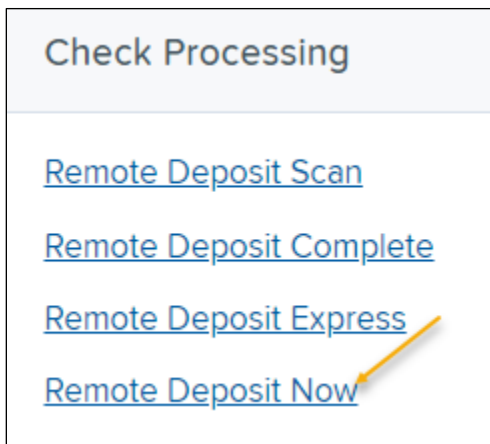 Check Processing
Remote Deposit Scan
Remote Deposit Complete
Remote Deposit Express
Remote Deposit Now